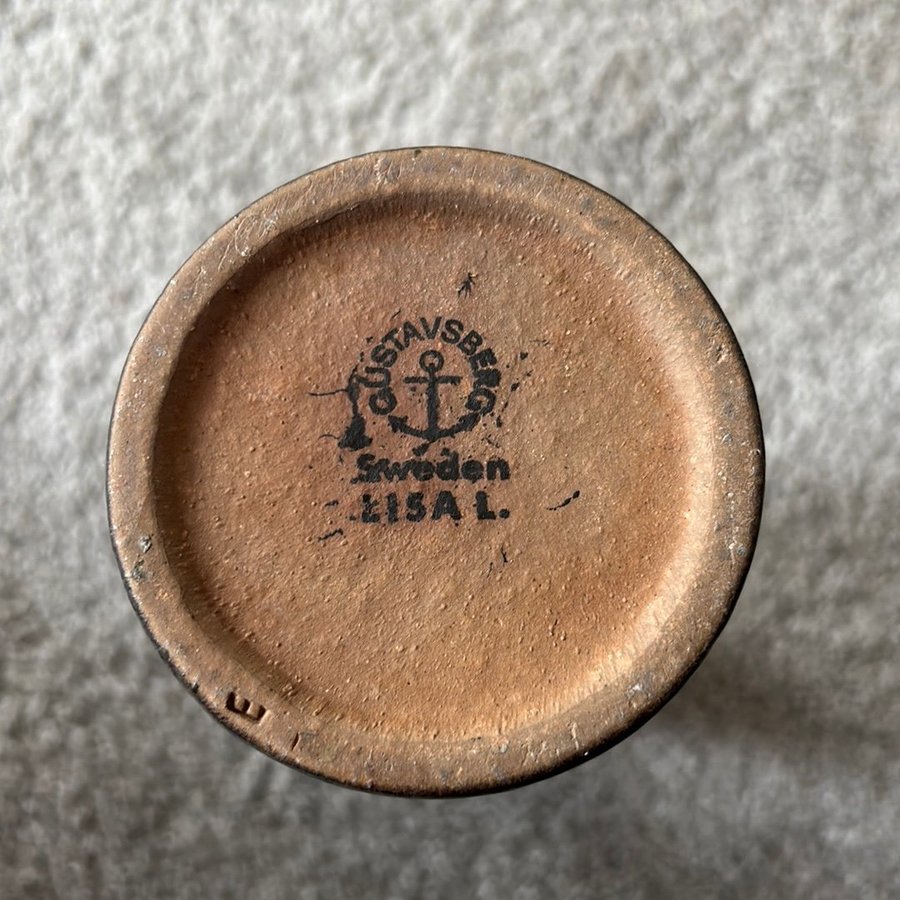 GUSTAVSBERG
Sweden
LISA L.
E